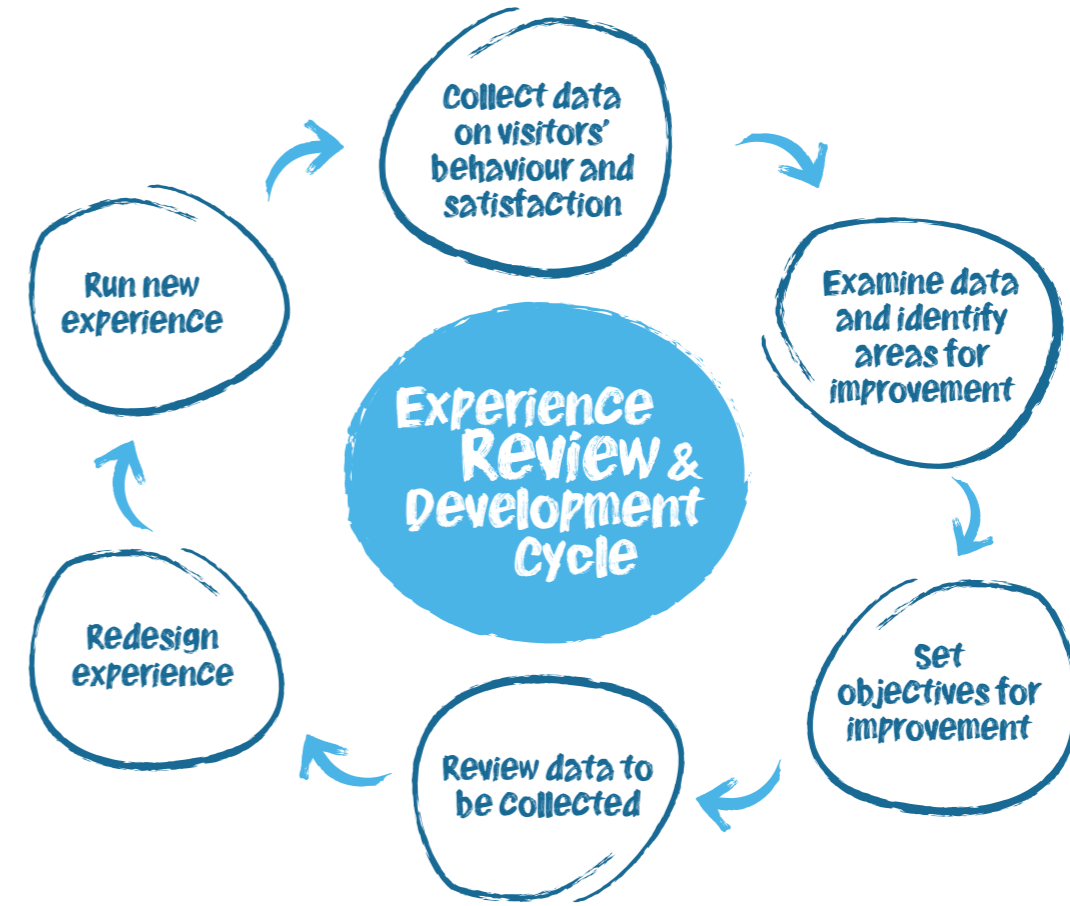 Collect data
on visitors'
behaviour and
satisfaction
Examine data
and identify
areas for
improvement
Set
objectives for
improvement
Review data to
be collected
Redesign
experience
Run new
experience
Experience
Review &
Development
Cycle